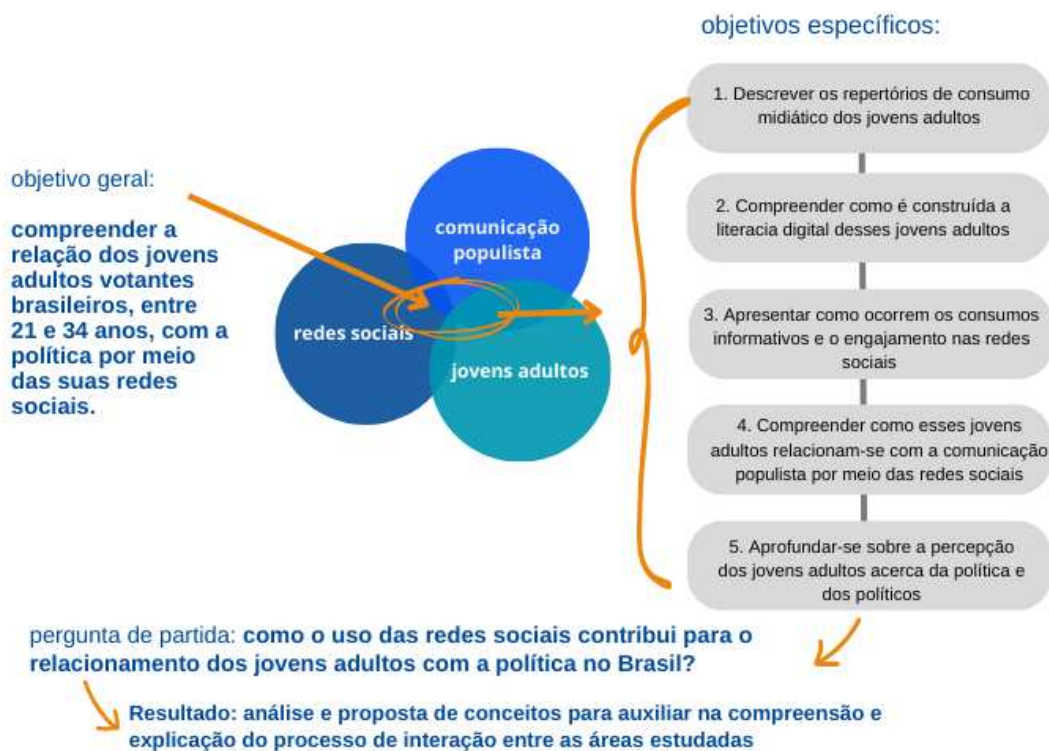 objetivo geral:
compreender a
relação dos jovens
adultos votantes
brasileiros, entre
21 e 34 anos, com a
política por meio
das suas redes
sociais.
comunicação
populista
redes sociais
jovens adultos
objetivos específicos:
1. Descrever os repertórios de consumo
midiático dos jovens adultos
2. Compreender como é construída a
literacia digital desses jovens adultos
3. Apresentar como ocorrem os consumos
informativos e o engajamento nas redes
sociais
4. Compreender como esses jovens
adultos relacionam-se com a comunicação
populista por meio das redes sociais
5. Aprofundar-se sobre a percepção
dos jovens adultos acerca da política e
dos políticos
pergunta de partida: como o uso das redes sociais contribui para o
relacionamento dos jovens adultos com a política no Brasil?
Resultado: análise e proposta de conceitos para auxiliar na compreensão e
explicação do processo de interação entre as áreas estudadas